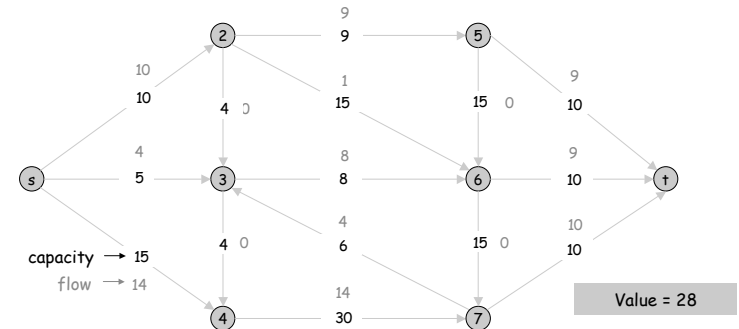 9
2 9 5
10 1 9
10 15 10
4 0 15 0
4 8 9
s 5 3 8 6 10 t
4 10
4 0 6 15 0 10
capacity → 15
flow → 14
14
4 30 7
Value = 28